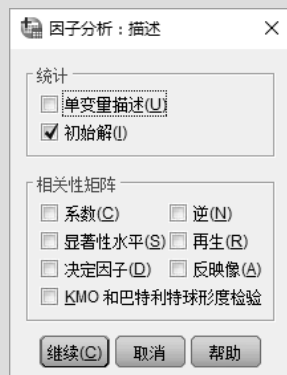 因子分析：描述
统计
单变量描述(U)
初始解(I)
相关性矩阵
系数(C) 逆(N)
显著性水平(S) 再生(R)
决定因子(D) 反映像(A)
KMO 和巴特利特球形度检验
继续(C) 取消 帮助